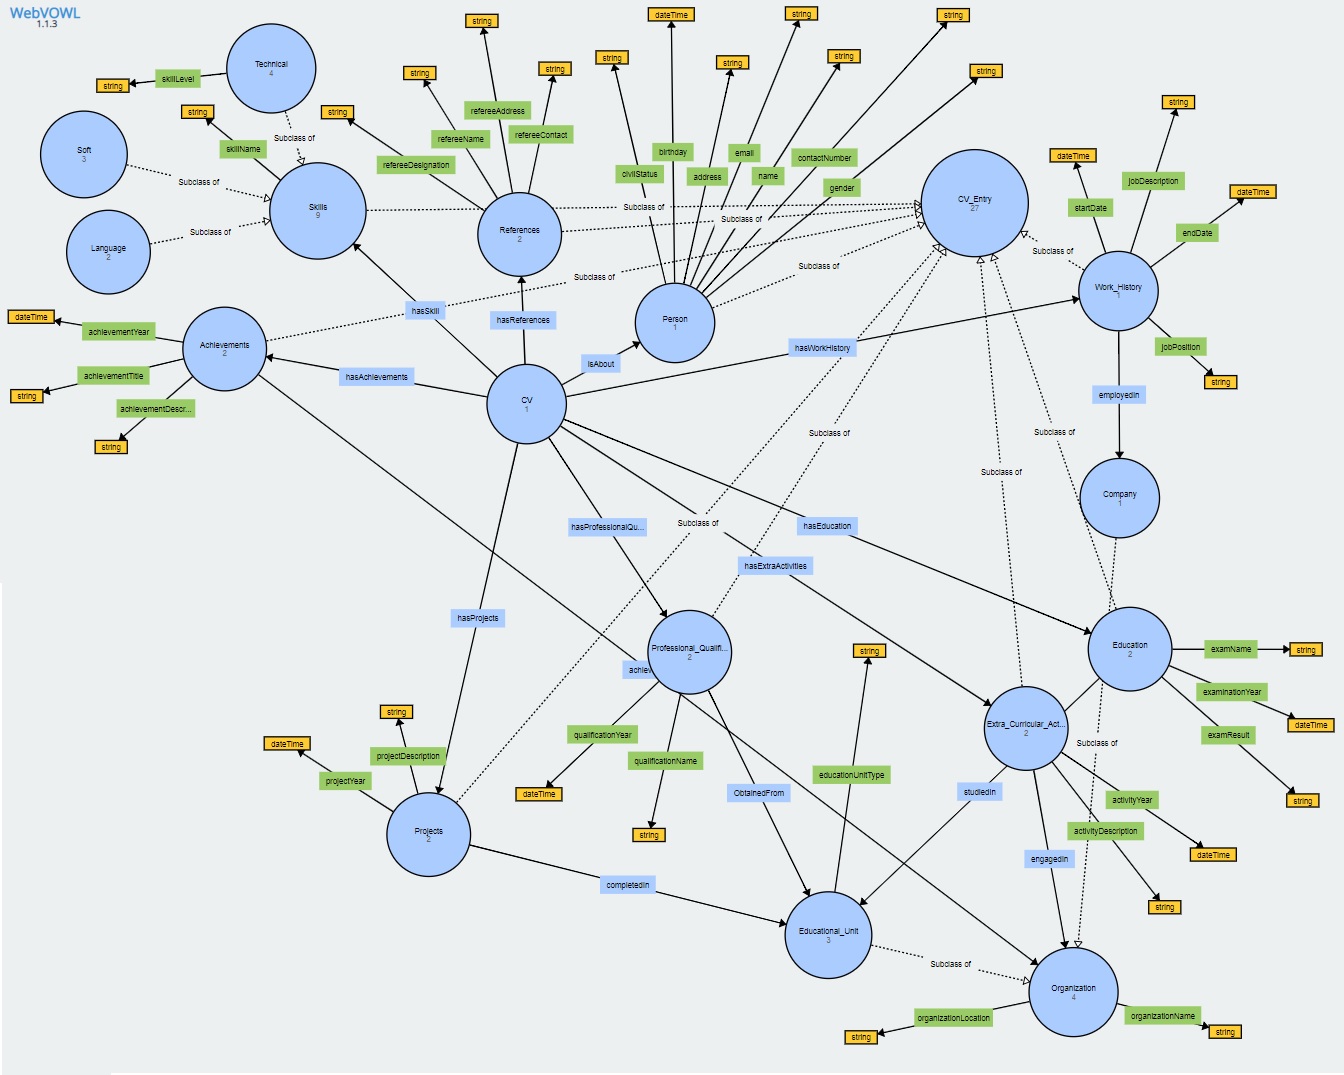 WebVOWL
1.1.3
string
dateTime
string
string
string
string
string
string
string
string
string
string
Technical
4
skillLevel
string
string
string
string
Soft
3
skillName
Subclass of
refereeAddress
refereeName
refereeContact
refereeDesignation
civilStatus
birthday
address
email
name
contactNumber
gender
dateTime
jobDescription
dateTime
startDate
endDate
Subclass of
Skills
9
Subclass of
Subclass of
References
2
Subclass of
CV_Entry
27
Language
2
Subclass of
Subclass of
Subclass of
Subclass of
Work_History
1
dateTime
achievementYear
Achievements
2
hasSkill
hasReferences
Person
1
hasWorkHistory
jobPosition
string
achievementTitle
string
hasAchievements
isAbout
CV
1
employedIn
achievementDescr...
string
Subclass of
Subclass of
Subclass of
Company
1
hasProfessionalQu...
Subclass of
hasEducation
hasExtraActivities
hasProjects
Professional_Qualifi...
2
achiev
string
Education
2
examName
string
examinationYear
dateTime
examResult
string
string
dateTime
projectDescription
projectYear
qualificationYear
qualificationName
dateTime
string
ObtainedFrom
educationUnitType
studiedIn
Extra_Curricular_Act...
2
Subclass of
activityYear
activityDescription
dateTime
string
engagedIn
Projects
2
completedIn
Educational_Unit
3
Subclass of
Organization
4
organizationLocation
string
organizationName
string